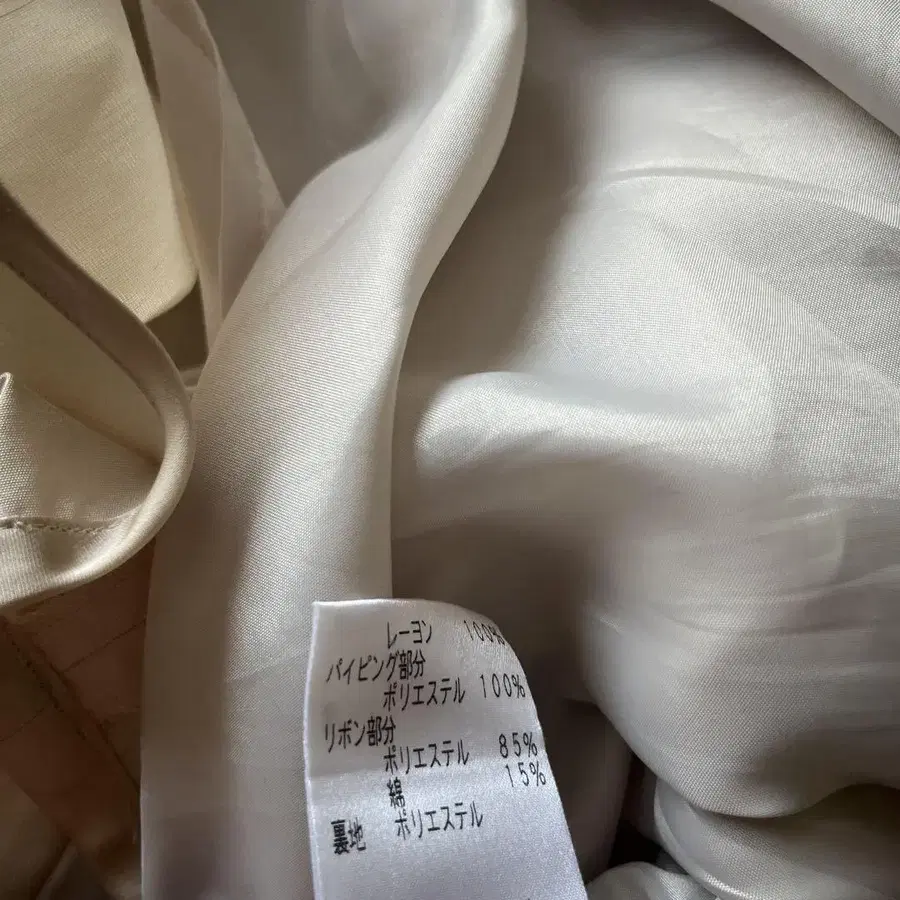 レーヨン 100%
パイピング部分
ポリエステル 100%
リボン部分
ポリエステル 85%
綿 15%
裏地 ポリエステル